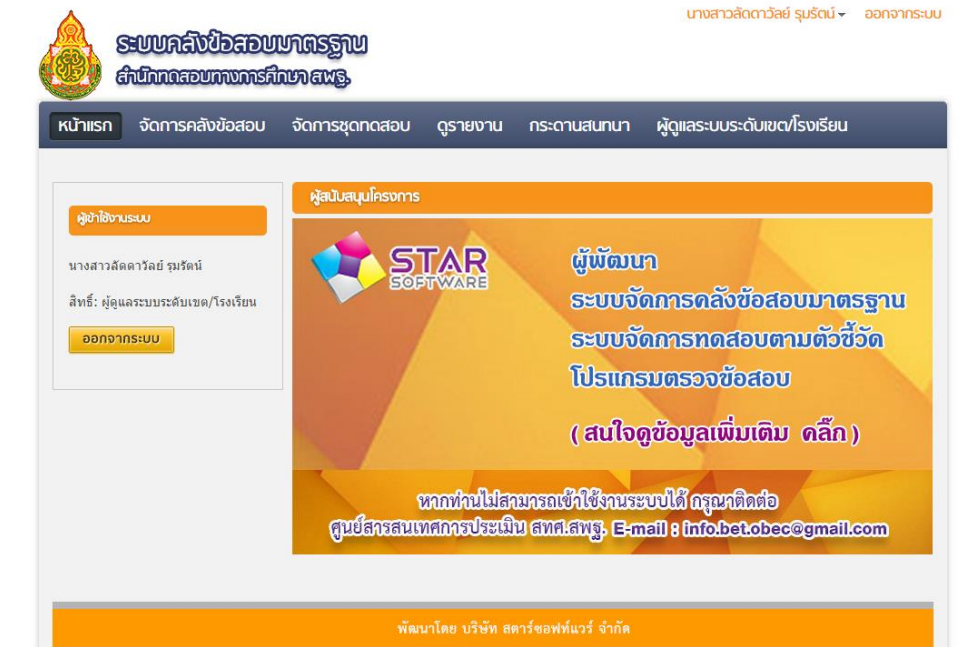 นางสาวลัดดาวัลย์ รุมรัตน์ ออกจากระบบ
ระบบคลังข้อสอบมาตรฐาน
สำนักทดสอบทางการศึกษา สพฐ.
หน้าแรก จัดการคลังข้อสอบ จัดการชุดทดสอบ ดูรายงาน กระดานสนทนา ผู้ดูแลระบบระดับเขต/โรงเรียน
ผู้เข้าใช้งานระบบ
นางสาวลัดดาวัลย์ รุมรัตน์
สิทธิ์: ผู้ดูแลระบบระดับเขต/โรงเรียน
ออกจากระบบ
ผู้สนับสนุนโครงการ
STAR
SOFTWARE
ผู้พัฒนา
ระบบจัดการคลังข้อสอบมาตรฐาน
ระบบจัดการทดสอบตามตัวชี้วัด
โปรแกรมตรวจข้อสอบ
( สนใจดูข้อมูลเพิ่มเติม คลิ๊ก )
หากท่านไม่สามารถเข้าใช้งานระบบได้ กรุณาติดต่อ
ศูนย์สารสนเทศการประเมิน สทศ.สพฐ. E-mail : info.bet.obec@gmail.com
พัฒนาโดย บริษัท สตาร์ซอฟท์แวร์ จำกัด